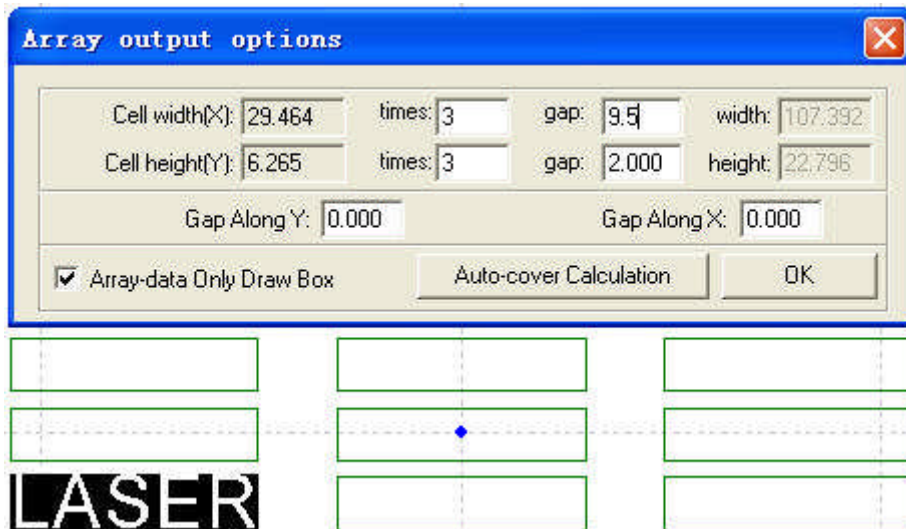 Array output options
Cell width(X): 29.464 times: 3 gap: 9.5 width: 107.392
Cell height(Y): 6.265 times: 3 gap: 2.000 height: 22.796
Gap Along Y: 0.000 Gap Along X: 0.000
Array-data Only Draw Box Auto-cover Calculation OK
LASER